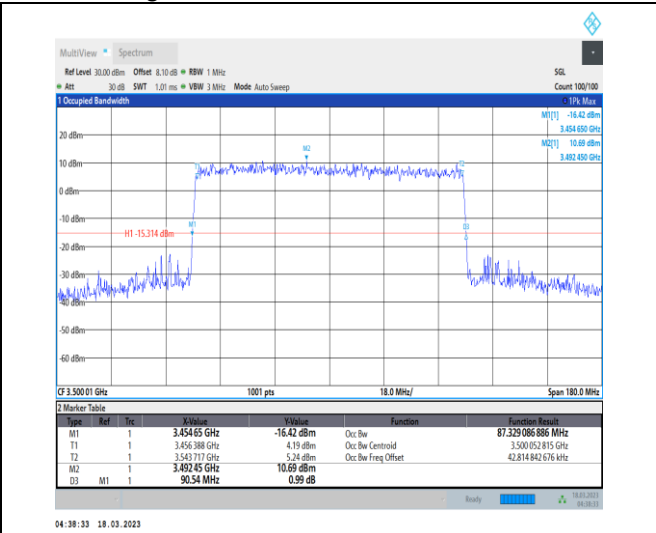 MultiView Spectrum
Ref Level 30.00 dBm Offset 8.10 dB RBW 1 MHz SGL
Att 30 dB SWT 1.01 ms VBW 3 MHz Mode Auto Sweep Count 100/100
1 Occupied Bandwidth 1Pk Max
M1[1] -16.42 dBm
3.454 650 GHz
M2[1] 10.69 dBm
3.492 450 GHz
20 dBm
M2
10 dBm
T1 T2
0 dBm
-10 dBm
M1 D3
H1 -15.314 dBm
-20 dBm
-30 dBm
-40 dBm
-50 dBm
-60 dBm
CF 3.500 01 GHz 1001 pts 18.0 MHz/ Span 180.0 MHz
2 Marker Table
Type Ref Trc X-Value Y-Value Function Function Result
M1 1 3.454 65 GHz -16.42 dBm Occ Bw 87.329 086 886 MHz
T1 1 3.456 388 GHz 4.19 dBm Occ Bw Centroid 3.500 052 815 GHz
T2 1 3.543 717 GHz 5.24 dBm Occ Bw Freq Offset 42.814 842 676 kHz
M2 1 3.492 45 GHz 10.69 dBm
D3 M1 1 90.54 MHz 0.99 dB
Ready 18.03.2023
04:38:33
04:38:33 18.03.2023